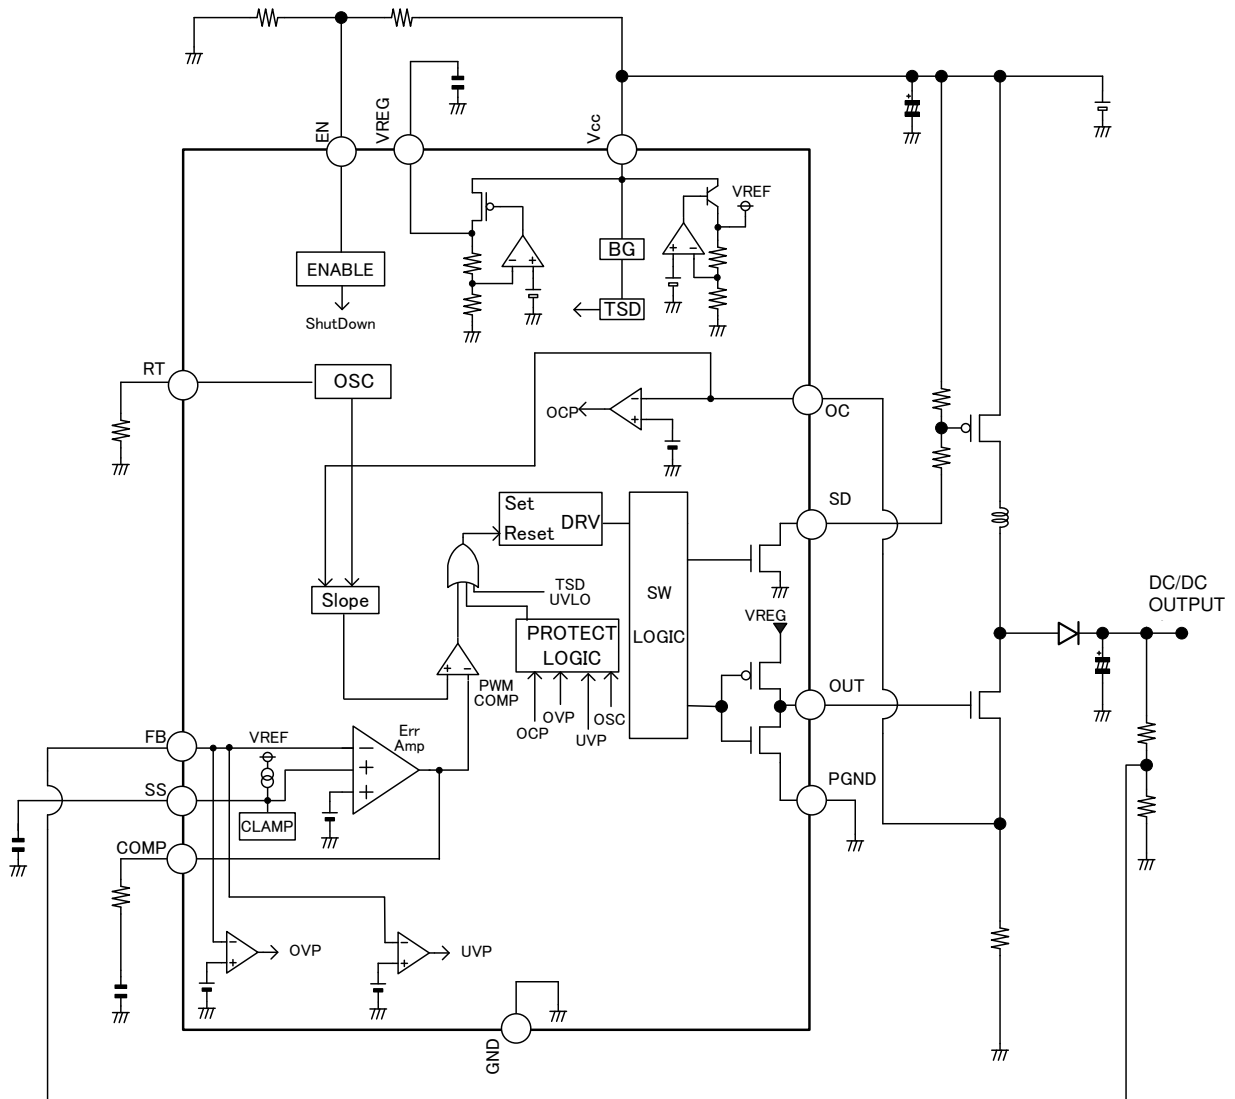 EN
VREG
Vcc
VREF
BG
TSD
ENABLE
ShutDown
RT
OSC
OCP
OC
SD
Set
Reset
DRV
SW
LOGIC
TSD
UVLO
Slope
PROTECT
LOGIC
VREG
DC/DC
OUTPUT
PWM
COMP
OUT
OCP
OVP
UVP
OSC
FB
VREF
Err
Amp
SS
CLAMP
PGND
COMP
OVP
UVP
GND